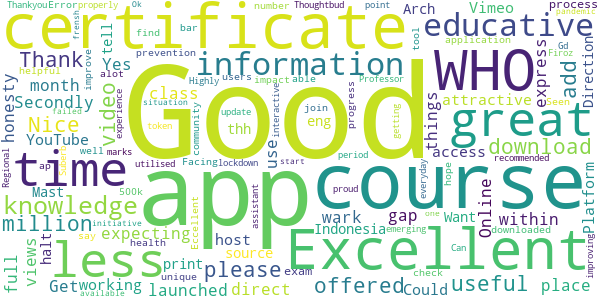 ThankyouError properly Ok Thoughtbud Vimeo process
certificate
frensh bar point Arch pandemic
find tool educative
Thank Yes tell information WHO express Direction
honesty month improve prevention application Gd Firoz
helpful alot Highly users impact able Professor add
Secondly video class situation Good attractive Seen
Nice experience token update interactive join progress things great
YouTube failed community thh eng getting access download
time marks Facing lockdown use period recommended
Regional ap well utilised app start course Online
knowledge Mast 500k Excellent assistant proud everyday hope Platform
million expecting gap Want within downloaded
views halt say initiative host wark Indonesia one emerging
less health source Excellent Can improving
full Get working print please exam offered Could useful place
available launched unique direct check